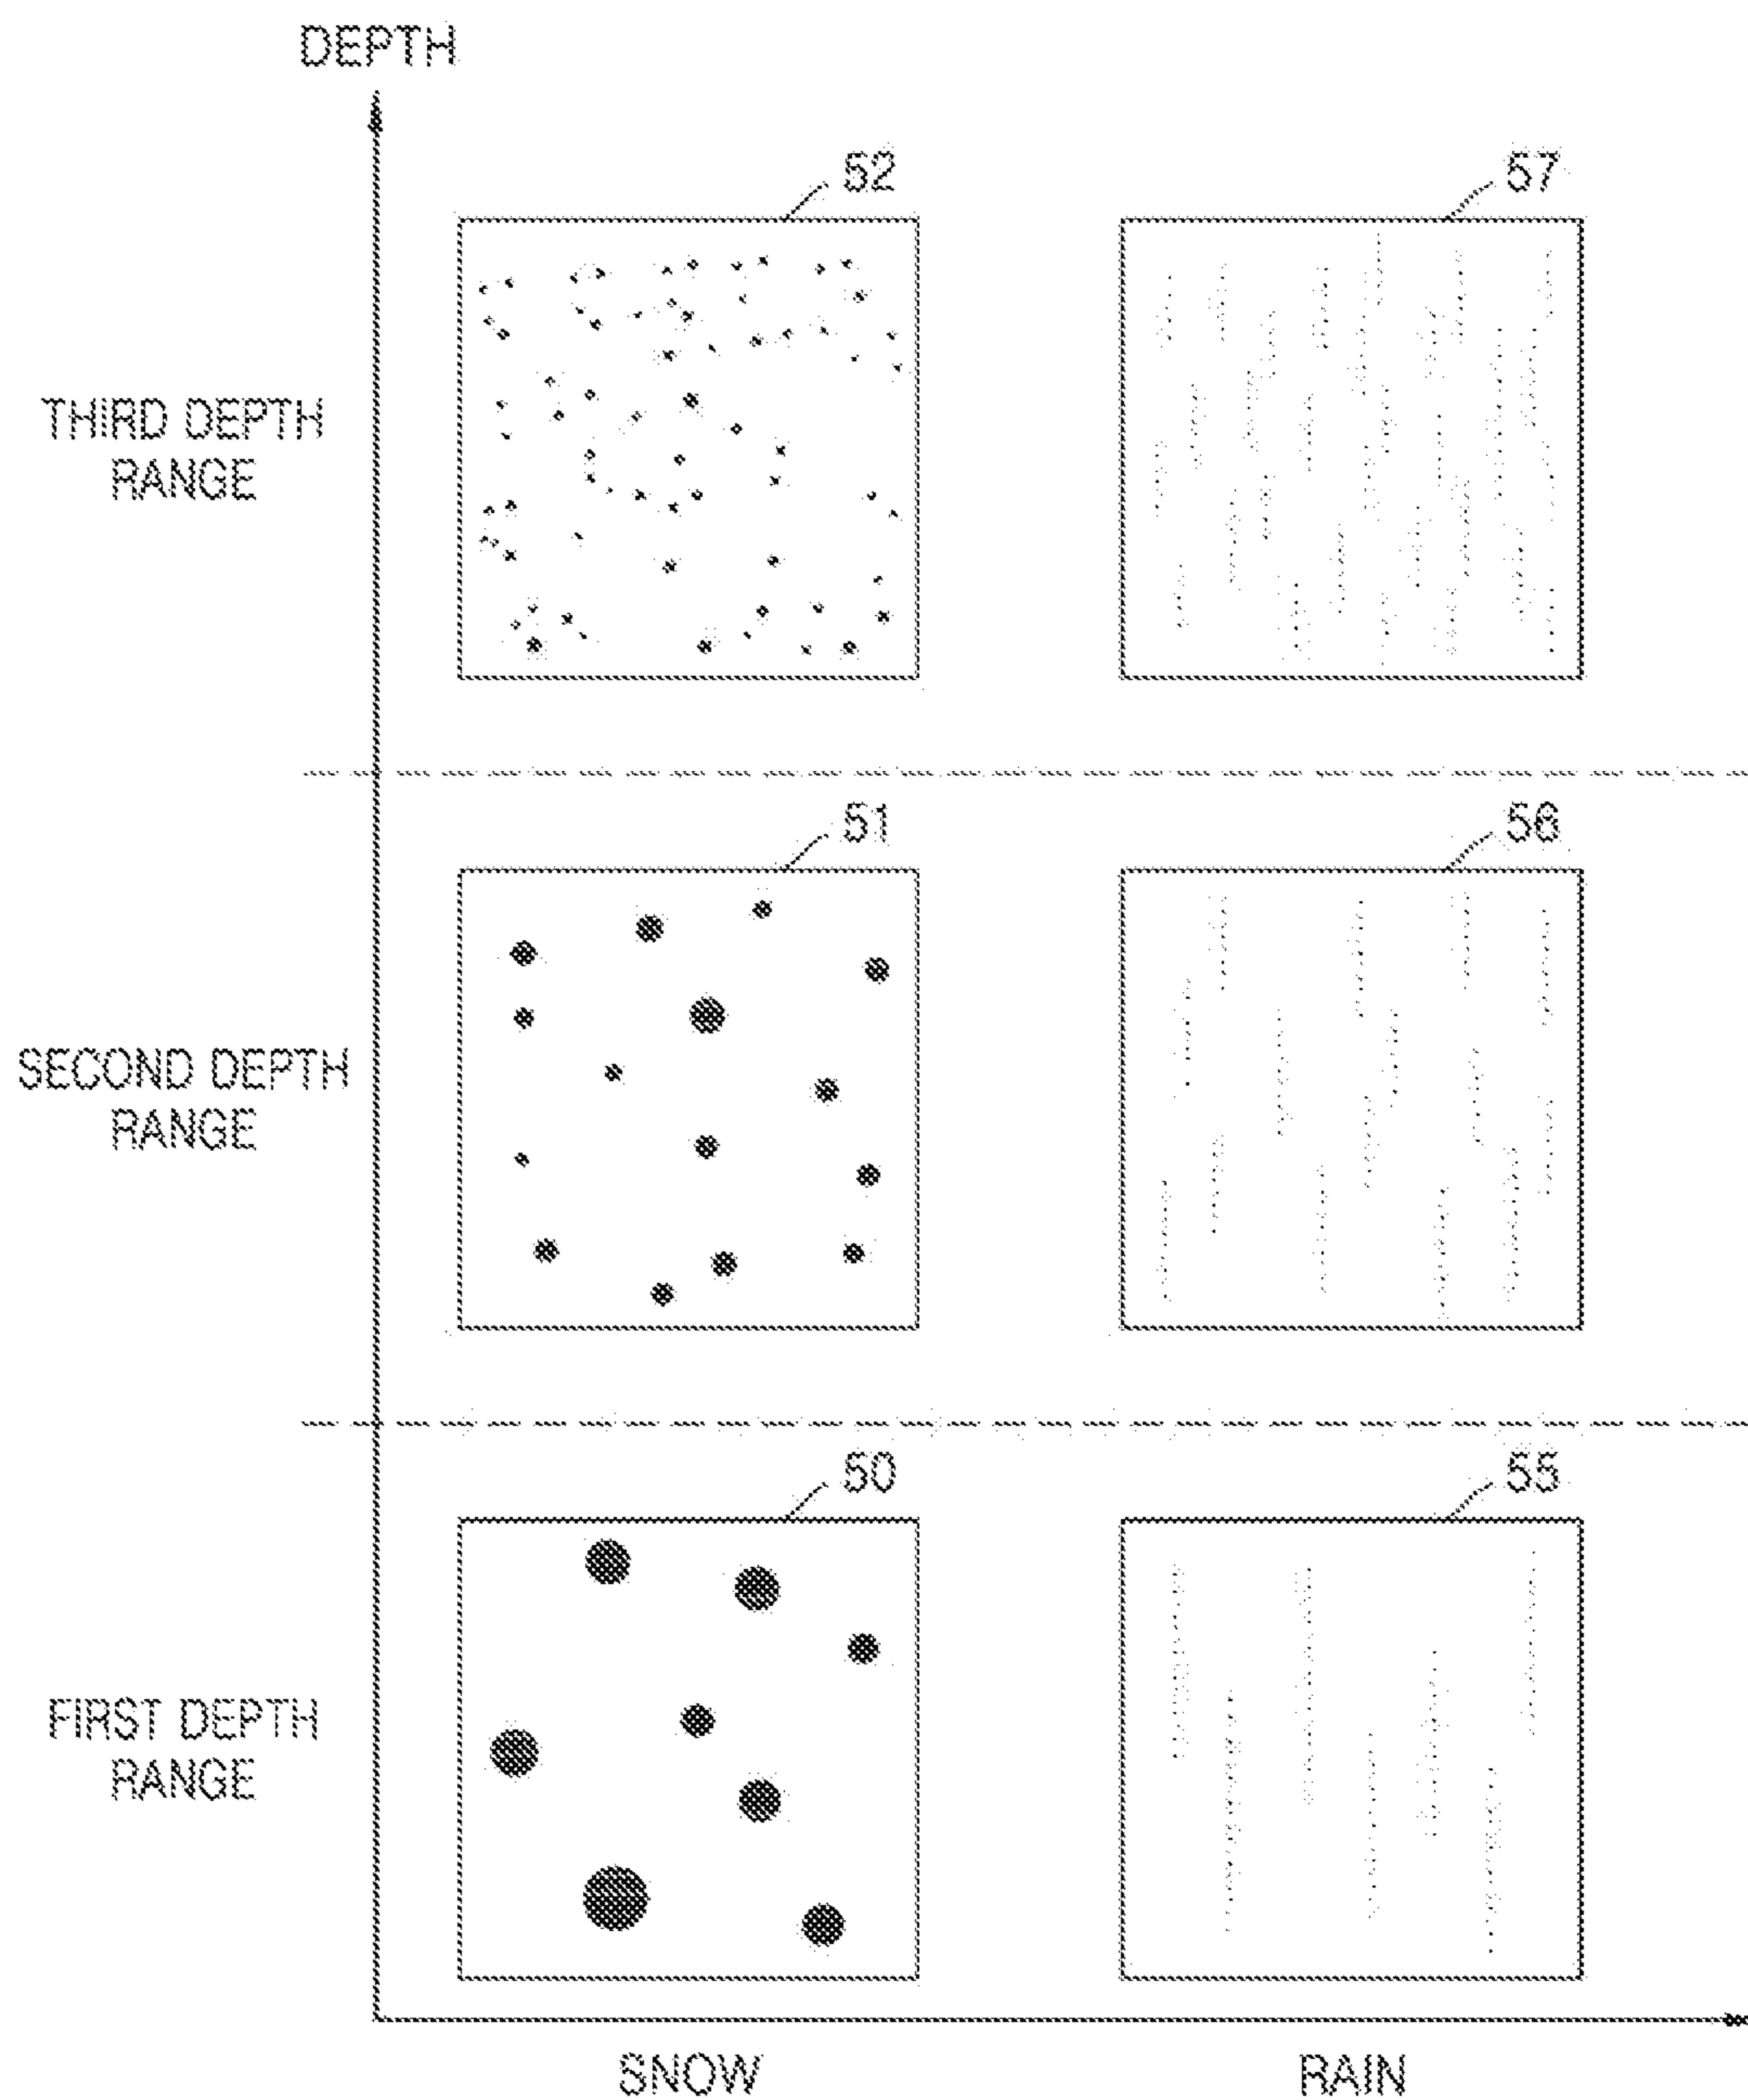 DEPTH
52
57
THIRD DEPTH
RANGE
51
56
SECOND DEPTH
RANGE
50
55
FIRST DEPTH
RANGE
SNOW
RAIN